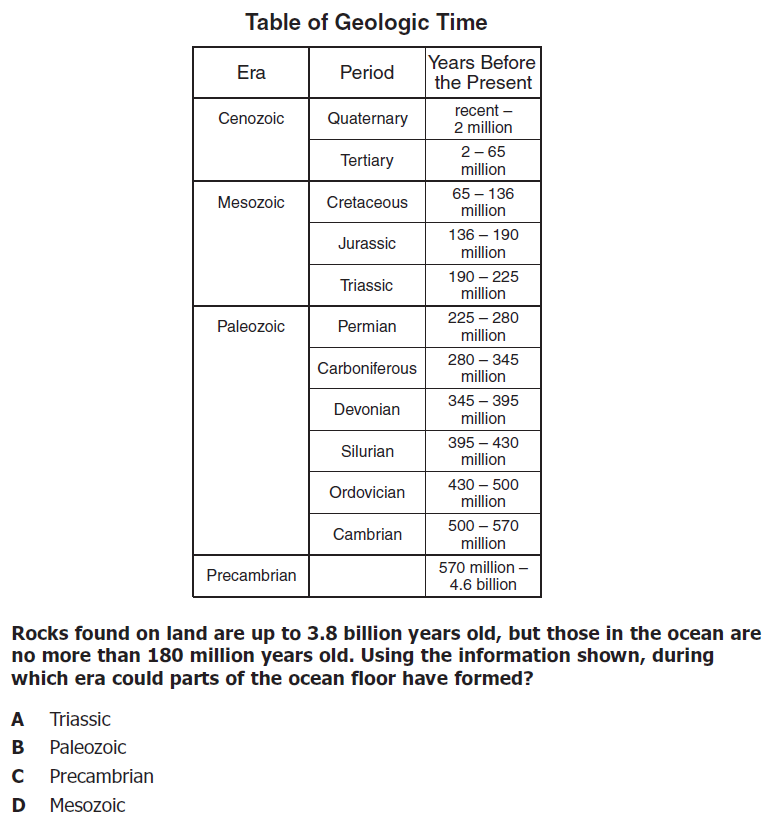 Table of Geologic Time
Era
Period
Years Before
the Present
Cenozoic
Quaternary
recent –
2 million
Tertiary
2 – 65
million
Mesozoic
Cretaceous
65 – 136
million
Jurassic
136 – 190
million
Triassic
190 – 225
million
Paleozoic
Permian
225 – 280
million
Carboniferous
280 – 345
million
Devonian
345 – 395
million
Silurian
395 – 430
million
Ordovician
430 – 500
million
Cambrian
500 – 570
million
Precambrian
570 million –
4.6 billion
Rocks found on land are up to 3.8 billion years old, but those in the ocean are
no more than 180 million years old. Using the information shown, during
which era could parts of the ocean floor have formed?
A Triassic
B Paleozoic
C Precambrian
D Mesozoic